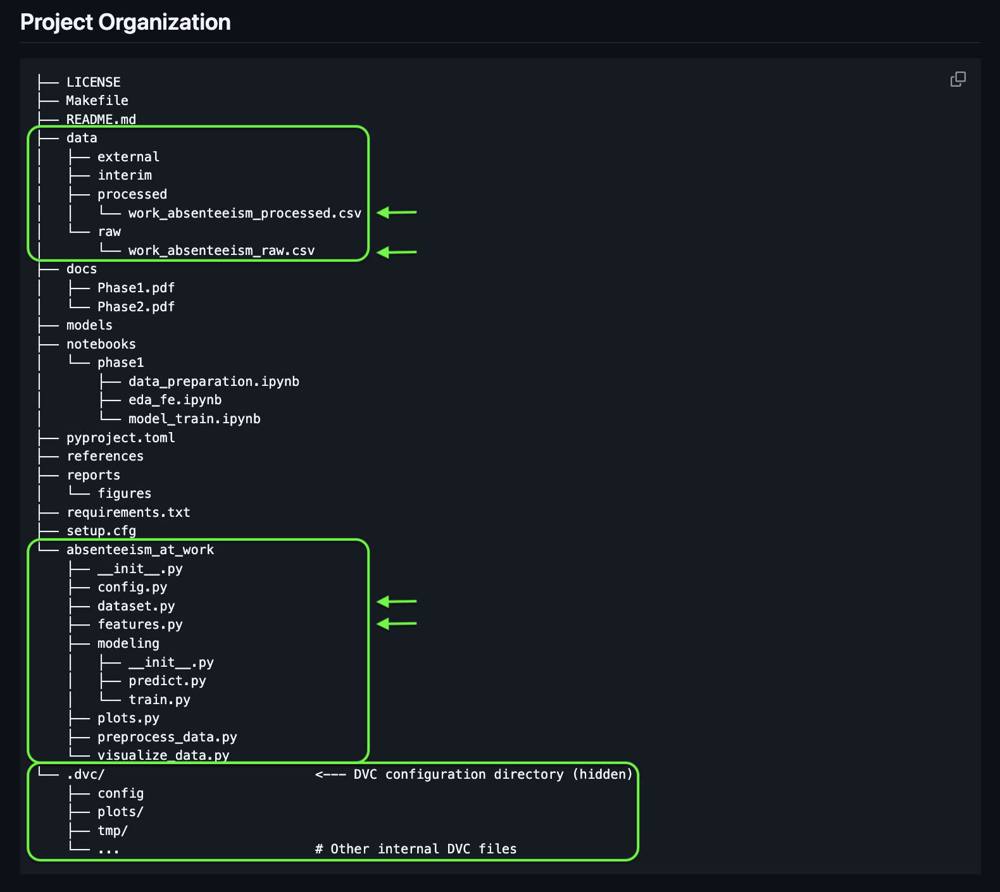 Project Organization
├── LICENSE
├── Makefile
├── README.md
├── data
│   ├── external
│   ├── interim
│   ├── processed
│   │   └── work_absenteeism_processed.csv
│   └── raw
│       └── work_absenteeism_raw.csv
├── docs
│   ├── Phase1.pdf
│   └── Phase2.pdf
├── models
├── notebooks
│   └── phase1
│       ├── data_preparation.ipynb
│       ├── eda_fe.ipynb
│       └── model_train.ipynb
├── pyproject.toml
├── references
├── reports
│   └── figures
├── requirements.txt
├── setup.cfg
└── absenteeism_at_work
    ├── __init__.py
    ├── config.py
    ├── dataset.py
    ├── features.py
    ├── modeling
    │   ├── __init__.py
    │   ├── predict.py
    │   └── train.py
    ├── plots.py
    ├── preprocess_data.py
    └── visualize_data.py
└── .dvc/                           <--- DVC configuration directory (hidden)
    ├── config
    ├── plots/
    ├── tmp/
    └── ...                         # Other internal DVC files